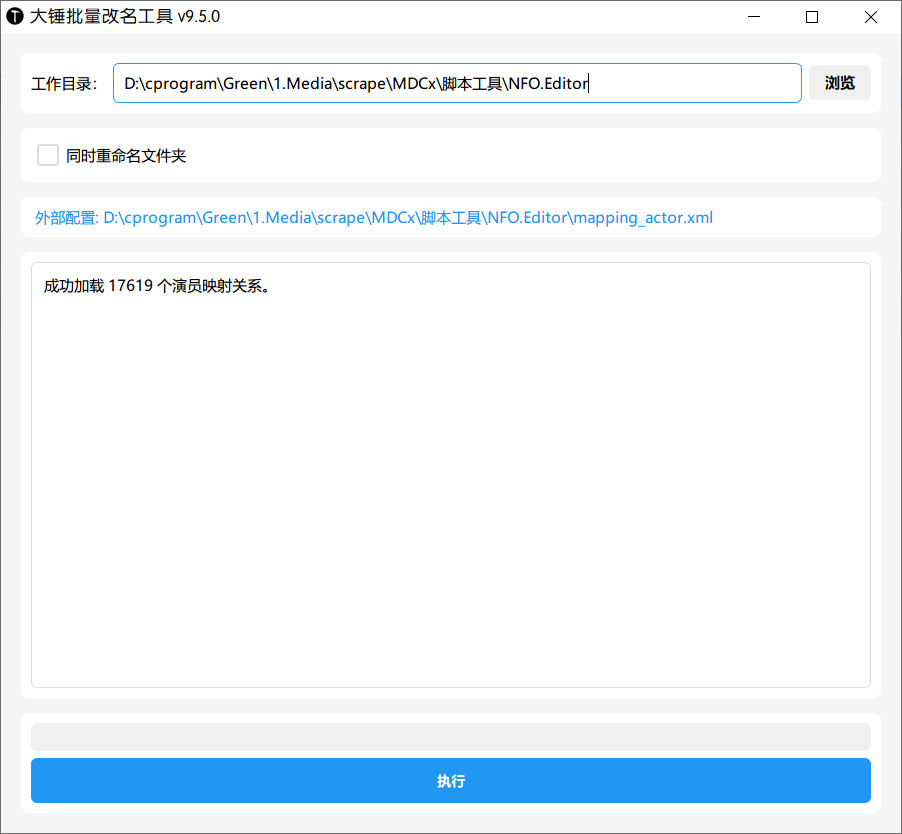 大锤批量改名工具 v9.5.0
工作目录： D:\cprogram\Green\1.Media\scrape\MDCx\脚本工具\NFO.Editor 浏览
同时重命名文件夹
外部配置: D:\cprogram\Green\1.Media\scrape\MDCx\脚本工具\NFO.Editor\mapping_actor.xml
成功加载 17619 个演员映射关系。
执行